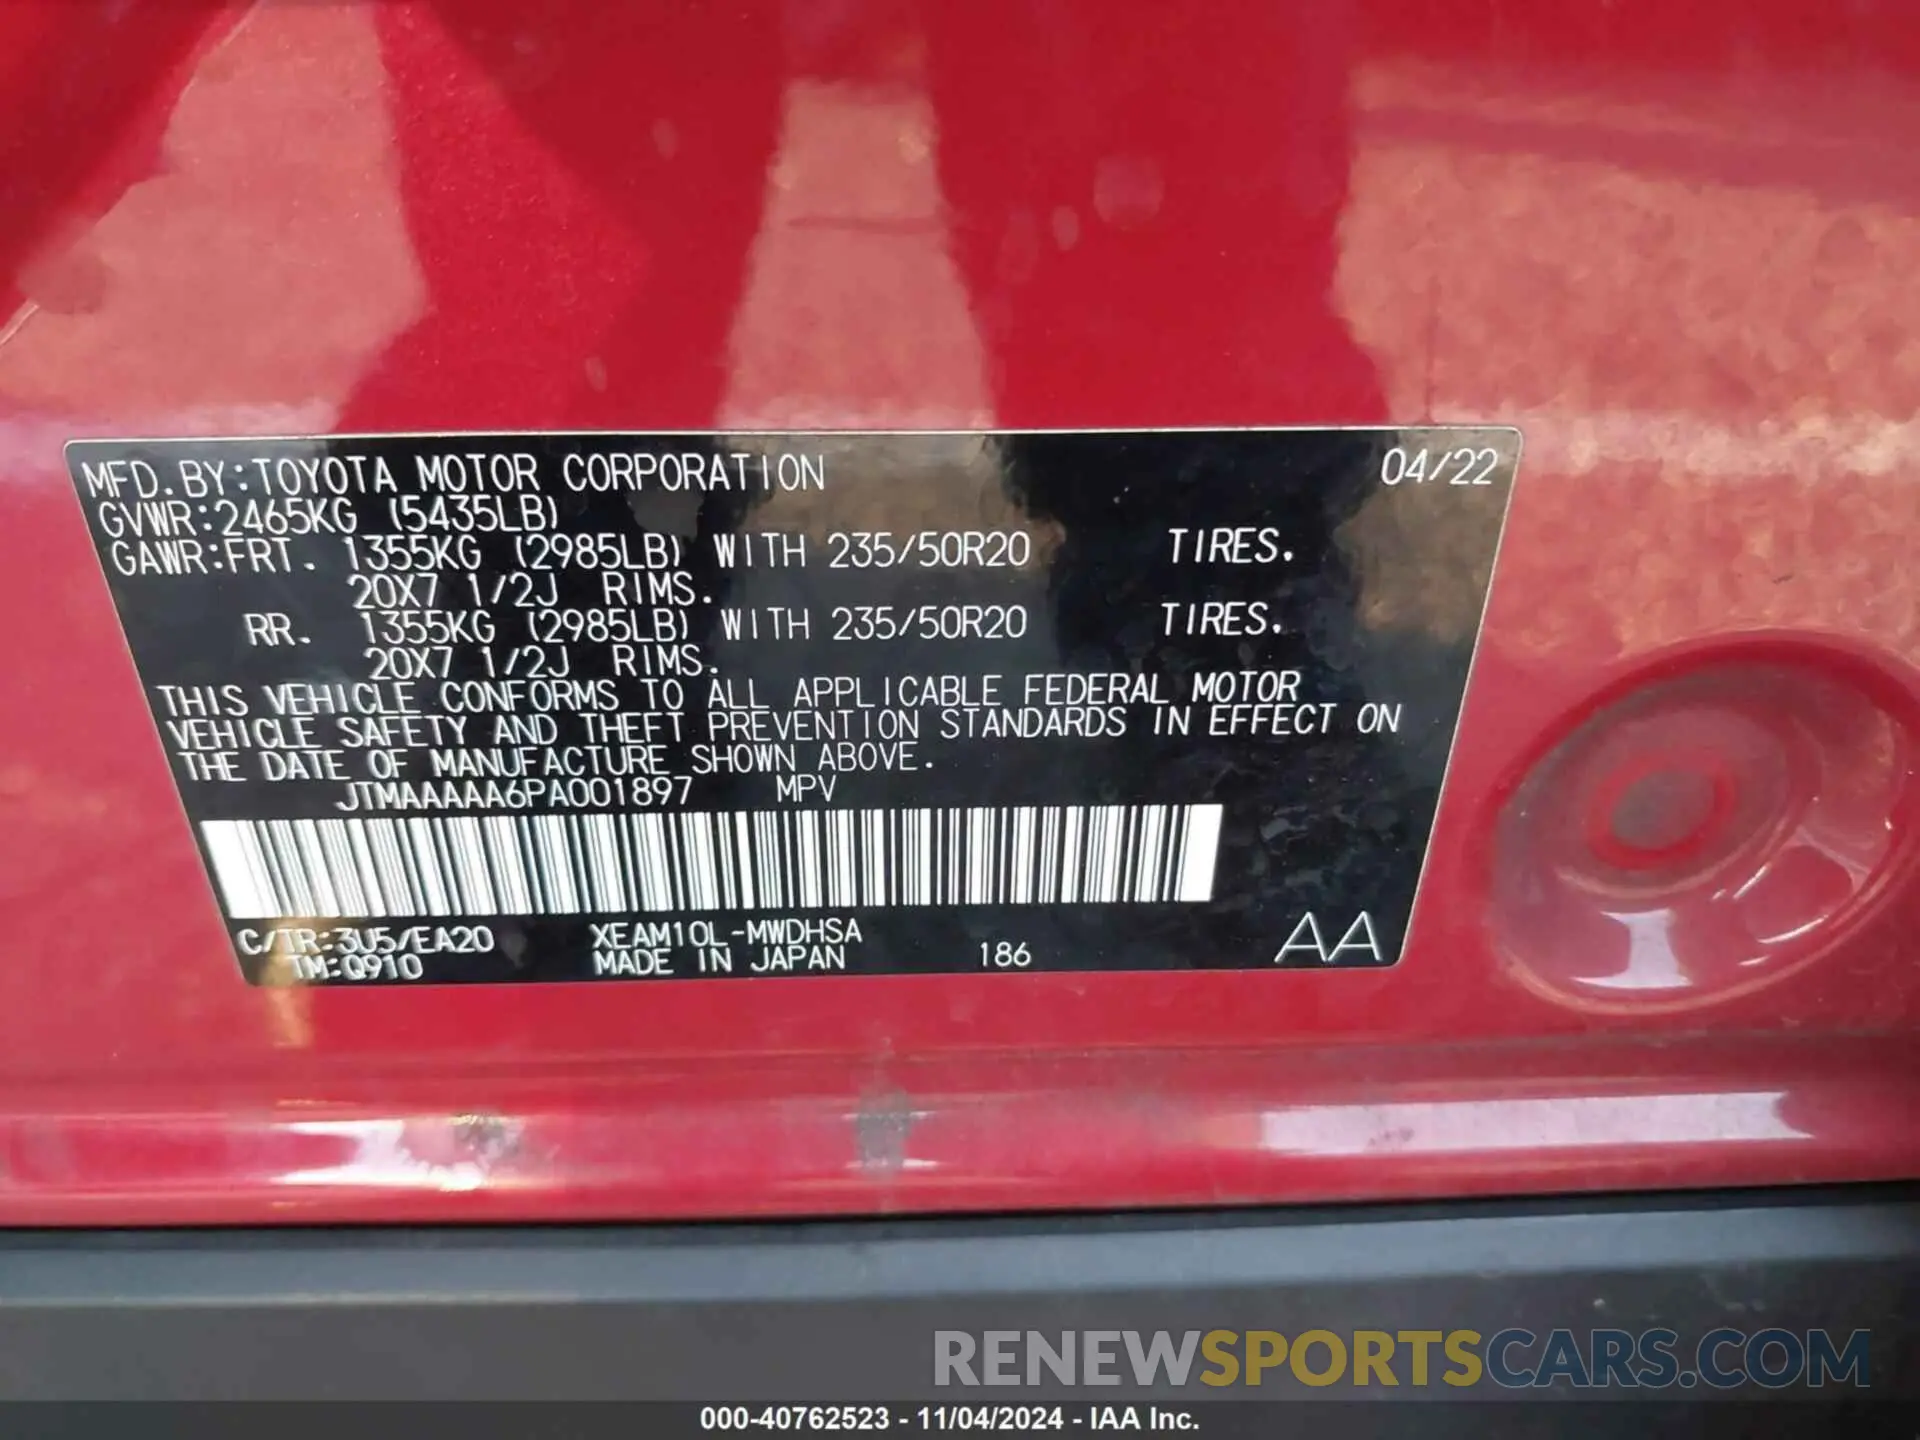 MFD.BY:TOYOTA MOTOR CORPORATION 04/22
GVWR:2465KG (5435LB)
GAWR:FRT. 1355KG (2985LB) WITH 235/50R20 TIRES.
20X7 1/2J RIMS.
RR. 1355KG (2985LB) WITH 235/50R20 TIRES.
20X7 1/2J RIMS.
THIS VEHICLE CONFORMS TO ALL APPLICABLE FEDERAL MOTOR
VEHICLE SAFETY AND THEFT PREVENTION STANDARDS IN EFFECT ON
THE DATE OF MANUFACTURE SHOWN ABOVE.
JTMAAAAA6PA001897 MPV
C/TR:3U5/EA20 XEAM10L-MWDHSA
TM:Q910 MADE IN JAPAN 186 AA
RENEWSPORTSCARS.COM
000-40762523 - 11/04/2024 - IAA Inc.